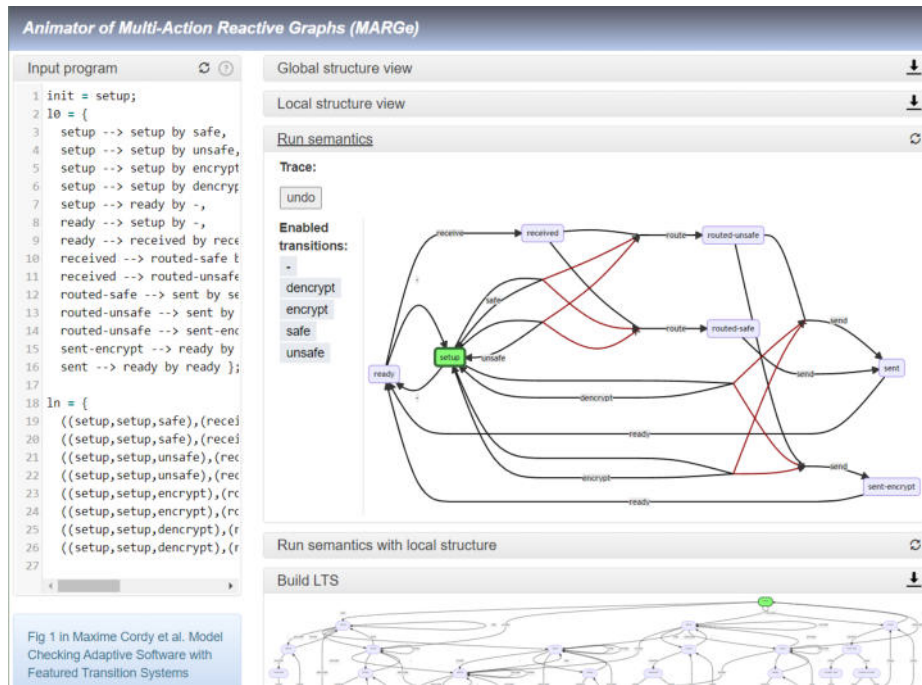 Animator of Multi-Action Reactive Graphs (MARGe)
Input program
1 init = setup;
2 l0 = {
3 setup --> setup by safe,
4 setup --> setup by unsafe,
5 setup --> setup by encrypt
6 setup --> setup by dencryp
7 setup --> ready by -,
8 ready --> setup by -,
9 ready --> received by rece
10 received --> routed-safe b
11 received --> routed-unsafe
12 routed-safe --> sent by se
13 routed-unsafe --> sent by
14 routed-unsafe --> sent-enc
15 sent-encrypt --> ready by
16 sent --> ready by ready };
17
18 ln = {
19 ((setup,setup,safe),(recei
20 ((setup,setup,safe),(recei
21 ((setup,setup,unsafe),(rec
22 ((setup,setup,unsafe),(rec
23 ((setup,setup,encrypt),(ro
24 ((setup,setup,encrypt),(rc
25 ((setup,setup,dencrypt),(n
26 ((setup,setup,dencrypt),(r
27
Fig 1 in Maxime Cordy et al. Model
Checking Adaptive Software with
Featured Transition Systems
Global structure view
Local structure view
Run semantics
Trace:
undo
Enabled
transitions:
-
dencrypt
encrypt
safe
unsafe
receive
received
route
routed-unsafe
safe
send
setup
unsafe
route
routed-safe
ready
send
sent
dencrypt
ready
encrypt
send
sent-encrypt
ready
Run semantics with local structure
Build LTS